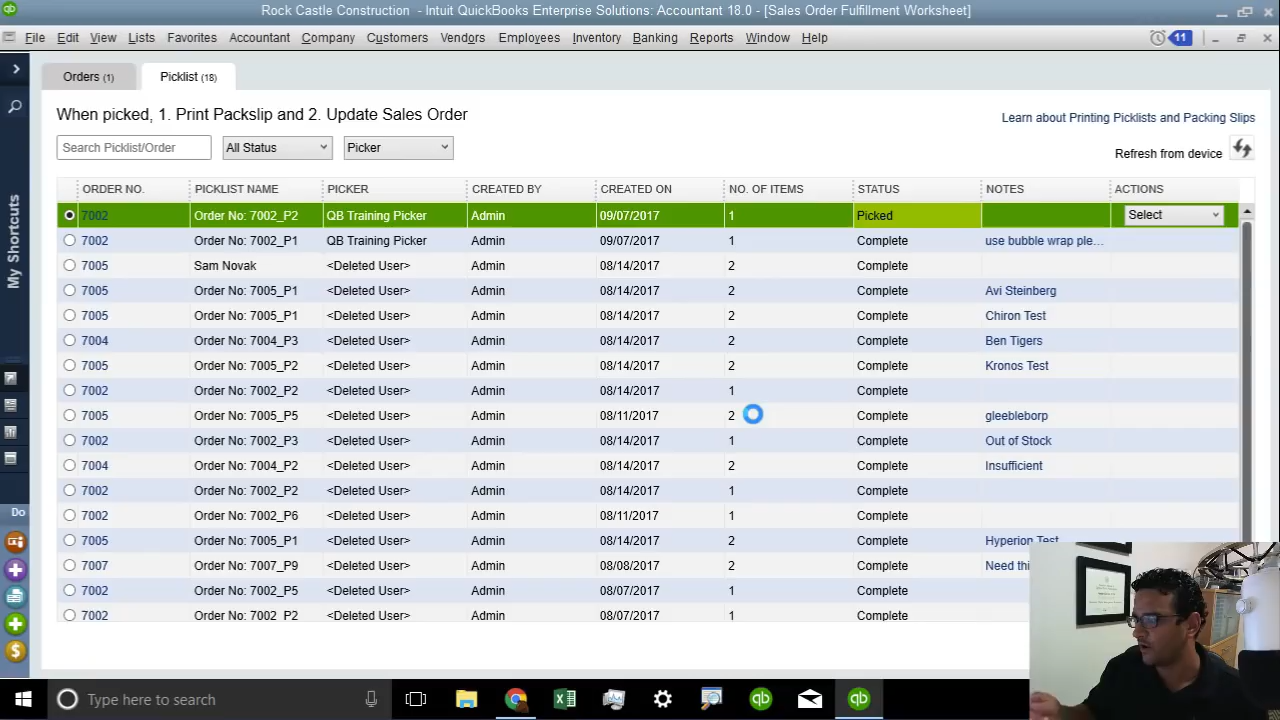 Rock Castle Construction - Intuit QuickBooks Enterprise Solutions: Accountant 18.0 - [Sales Order Fulfillment Worksheet]
File Edit View Lists Favorites Accountant Company Customers Vendors Employees Inventory Banking Reports Window Help 11
Orders (1) Picklist (18)
When picked, 1. Print Packslip and 2. Update Sales Order
Learn about Printing Picklists and Packing Slips
Search Picklist/Order All Status Picker
Refresh from device
ORDER NO. PICKLIST NAME PICKER CREATED BY CREATED ON NO. OF ITEMS STATUS NOTES ACTIONS
7002 Order No: 7002_P2 QB Training Picker Admin 09/07/2017 1 Picked Select
7002 Order No: 7002_P1 QB Training Picker Admin 09/07/2017 1 Complete use bubble wrap ple...
7005 Sam Novak <Deleted User> Admin 08/14/2017 2 Complete
7005 Order No: 7005_P1 <Deleted User> Admin 08/14/2017 2 Complete Avi Steinberg
7005 Order No: 7005_P1 <Deleted User> Admin 08/14/2017 2 Complete Chiron Test
7004 Order No: 7004_P3 <Deleted User> Admin 08/14/2017 2 Complete Ben Tigers
7005 Order No: 7005_P2 <Deleted User> Admin 08/14/2017 2 Complete Kronos Test
7002 Order No: 7002_P2 <Deleted User> Admin 08/14/2017 1 Complete
7005 Order No: 7005_P5 <Deleted User> Admin 08/11/2017 2 Complete gleebleborp
7002 Order No: 7002_P3 <Deleted User> Admin 08/14/2017 1 Complete Out of Stock
7004 Order No: 7004_P2 <Deleted User> Admin 08/14/2017 2 Complete Insufficient
7002 Order No: 7002_P2 <Deleted User> Admin 08/14/2017 1 Complete
7002 Order No: 7002_P6 <Deleted User> Admin 08/11/2017 1 Complete
7005 Order No: 7005_P1 <Deleted User> Admin 08/14/2017 2 Complete Hyperion Test
7007 Order No: 7007_P9 <Deleted User> Admin 08/08/2017 2 Complete Need thi
7002 Order No: 7002_P5 <Deleted User> Admin 08/07/2017 1 Complete
7002 Order No: 7002_P2 <Deleted User> Admin 08/07/2017 1 Complete
My Shortcuts
Do
Type here to search
qb qb